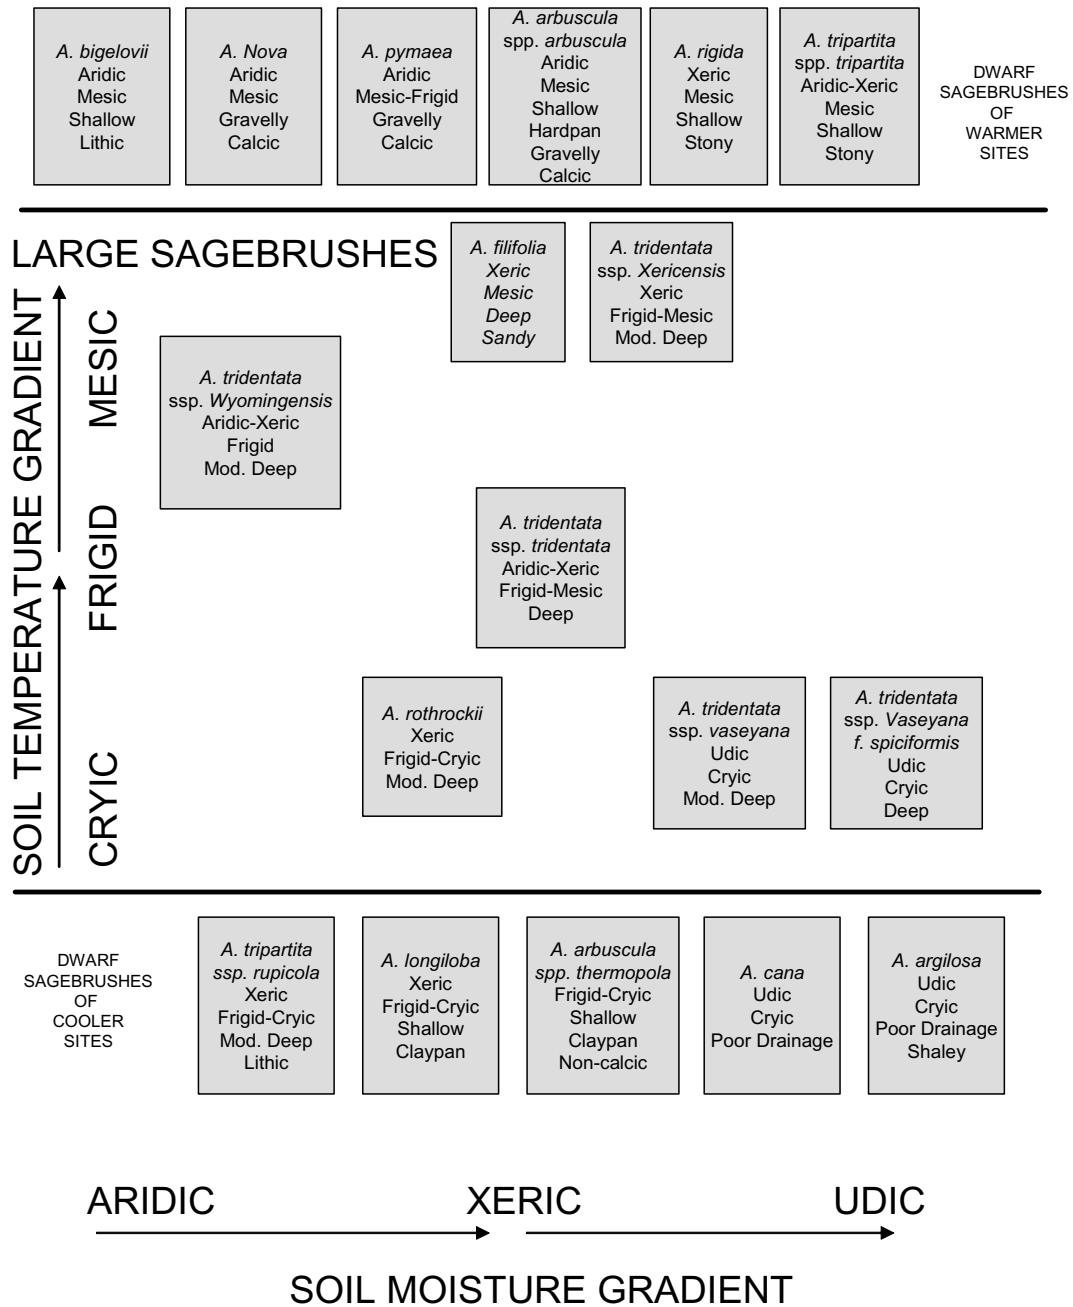 A. bigelovii
Aridic
Mesic
Shallow
Lithic
A. Nova
Aridic
Mesic
Gravelly
Calcic
A. pymaea
Aridic
Mesic-Frigid
Gravelly
Calcic
A. arbuscula
spp. arbuscula
Aridic
Mesic
Shallow
Hardpan
Gravelly
Calcic
A. rigida
Xeric
Mesic
Shallow
Stony
A. tripartita
spp. tripartita
Aridic-Xeric
Mesic
Shallow
Stony
DWARF
SAGEBRUSHES
OF
WARMER
SITES
LARGE SAGEBRUSHES
A. filifolia
Xeric
Mesic
Deep
Sandy
A. tridentata
ssp. Xericensis
Xeric
Frigid-Mesic
Mod. Deep
SOIL TEMPERATURE GRADIENT
MESIC
FRIGID
CRYIC
A. tridentata
ssp. Wyomingensis
Aridic-Xeric
Frigid
Mod. Deep
A. tridentata
ssp. tridentata
Aridic-Xeric
Frigid-Mesic
Deep
A. rothrockii
Xeric
Frigid-Cryic
Mod. Deep
A. tridentata
ssp. vaseyana
Udic
Cryic
Mod. Deep
A. tridentata
ssp. Vaseyana
f. spiciformis
Udic
Cryic
Deep
DWARF
SAGEBRUSHES
OF
COOLER
SITES
A. tripartita
ssp. rupicola
Xeric
Frigid-Cryic
Mod. Deep
Lithic
A. longiloba
Xeric
Frigid-Cryic
Shallow
Claypan
A. arbuscula
spp. thermopola
Frigid-Cryic
Shallow
Claypan
Non-calcic
A. cana
Udic
Cryic
Poor Drainage
A. argilosa
Udic
Cryic
Poor Drainage
Shaley
ARIDIC
XERIC
UDIC
SOIL MOISTURE GRADIENT